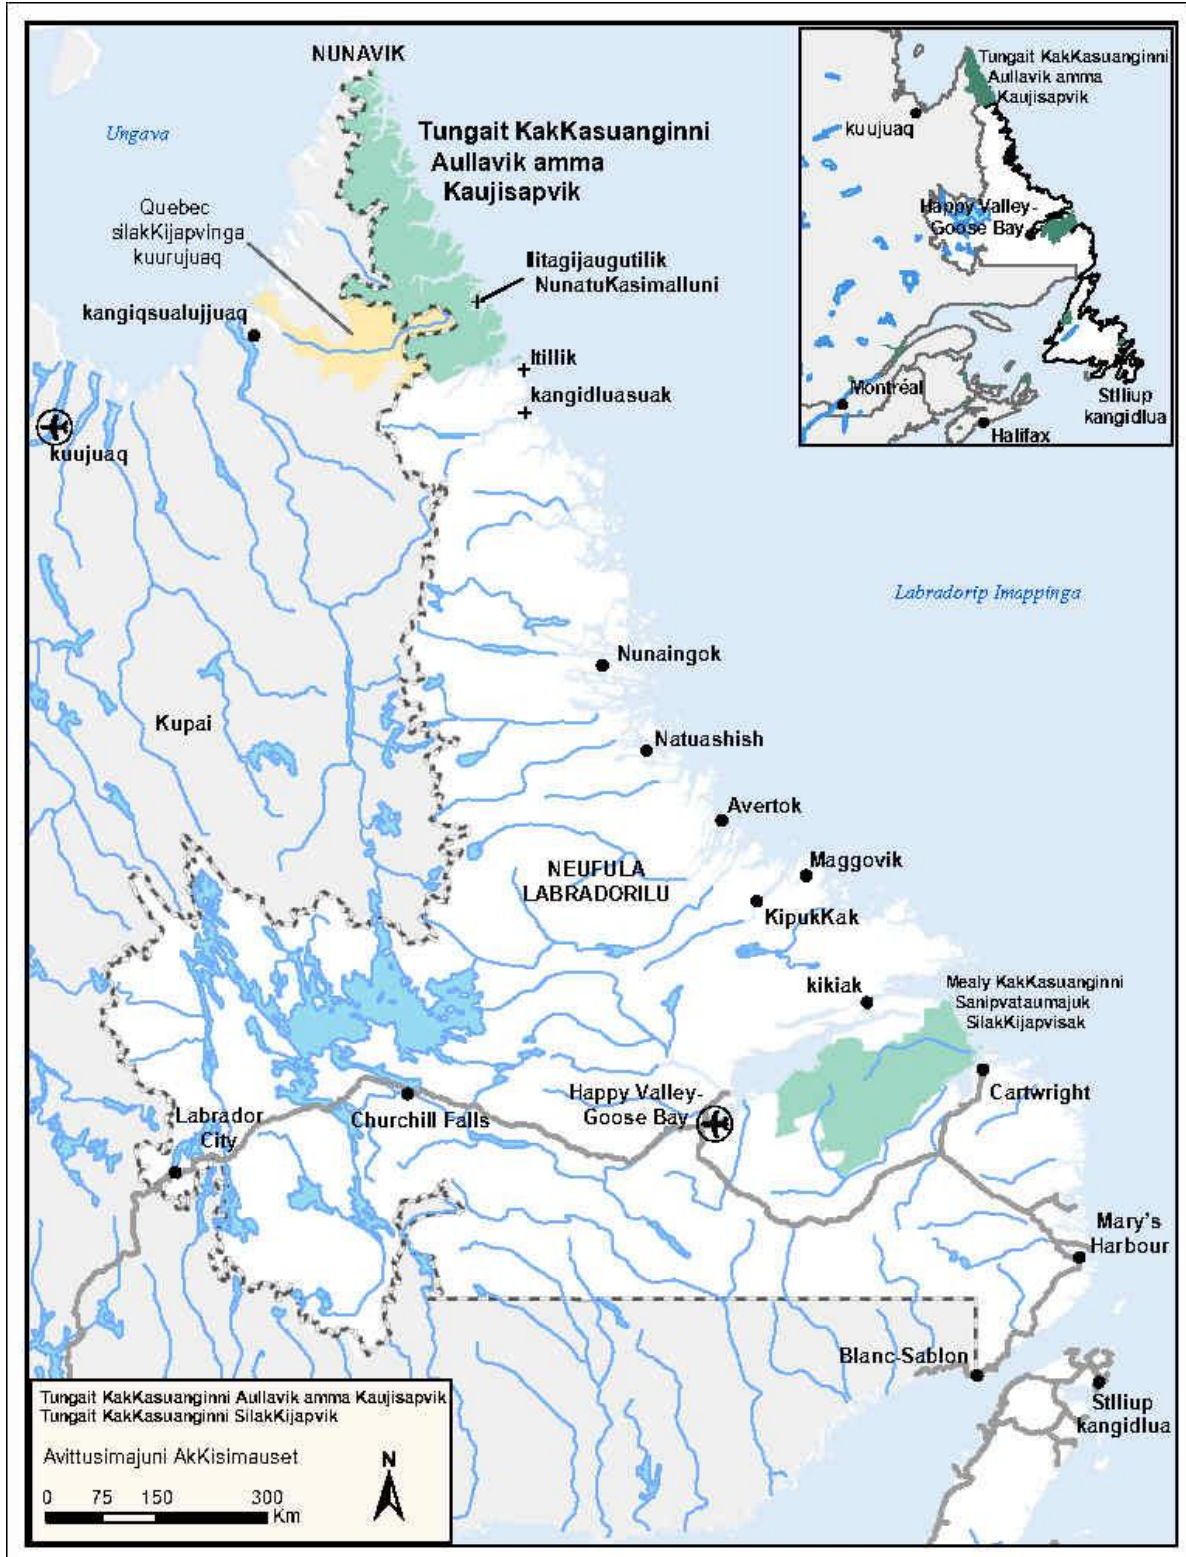 NUNAVIK
Ungava
Tungait KakKasuanginni
Aullavik amma
Kaujisapvik
Quebec
silakKijapvinga
kuurujuaq
Iitagijaugutilik
NunatuKasimalluni
kangiqsualujjuaq
Itillik
kangidluasuak
kuujuaq
Labradorip Imappinga
Nunaingok
Kupai
Natuashish
Avertok
NEUFULA
LABRADORILU
Maggovik
KipukKak
kikiak
Mealy KakKasuanginni
Sanipvataumajuk
SilakKijapvisak
Cartwright
Happy Valley-
Goose Bay
Churchill Falls
Labrador
City
Mary's
Harbour
Blanc-Sablon
Stlliup
kangidlua
Tungait KakKasuanginni
Aullavik amma
Kaujisapvik
kuujuaq
Happy Valley-
Goose Bay
Montréal
Halifax
Stlliup
kangidlua
Tungait KakKasuanginni Aullavik amma Kaujisapvik
Tungait KakKasuanginni SilakKijapvik
Avittusimajuni AkKisimauset
0 75 150 300
Km
N